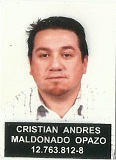 CRISTIAN ANDRES
MALDONADO OPAZO
12.763.812-8